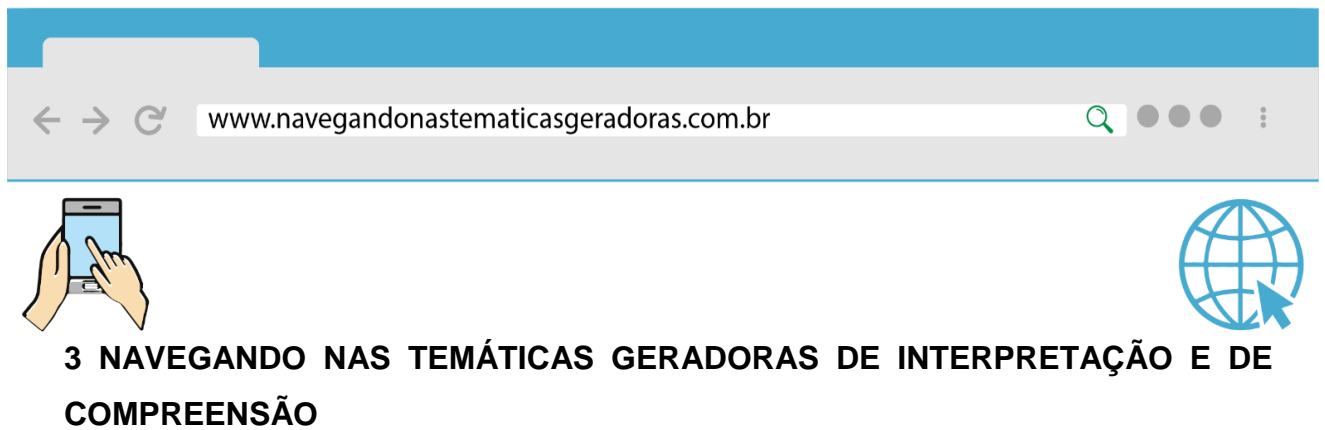 www.navegandonastematicasgeradoras.com.br
3 NAVEGANDO NAS TEMÁTICAS GERADORAS DE INTERPRETAÇÃO E DE
COMPREENSÃO